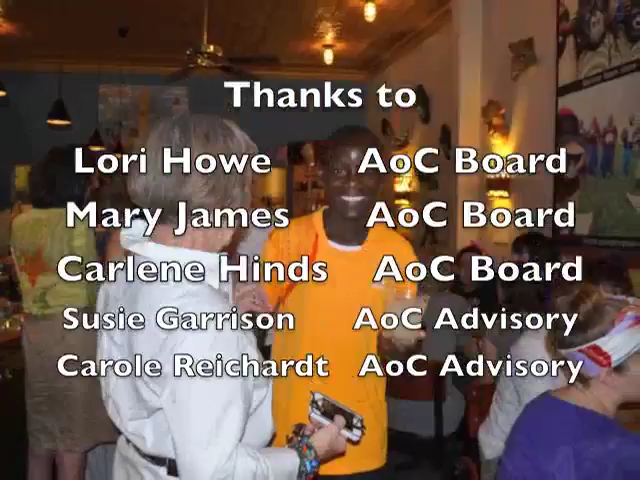 Thanks to
Lori Howe AoC Board
Mary James AoC Board
Carlene Hinds AoC Board
Susie Garrison AoC Advisory
Carole Reichardt AoC Advisory